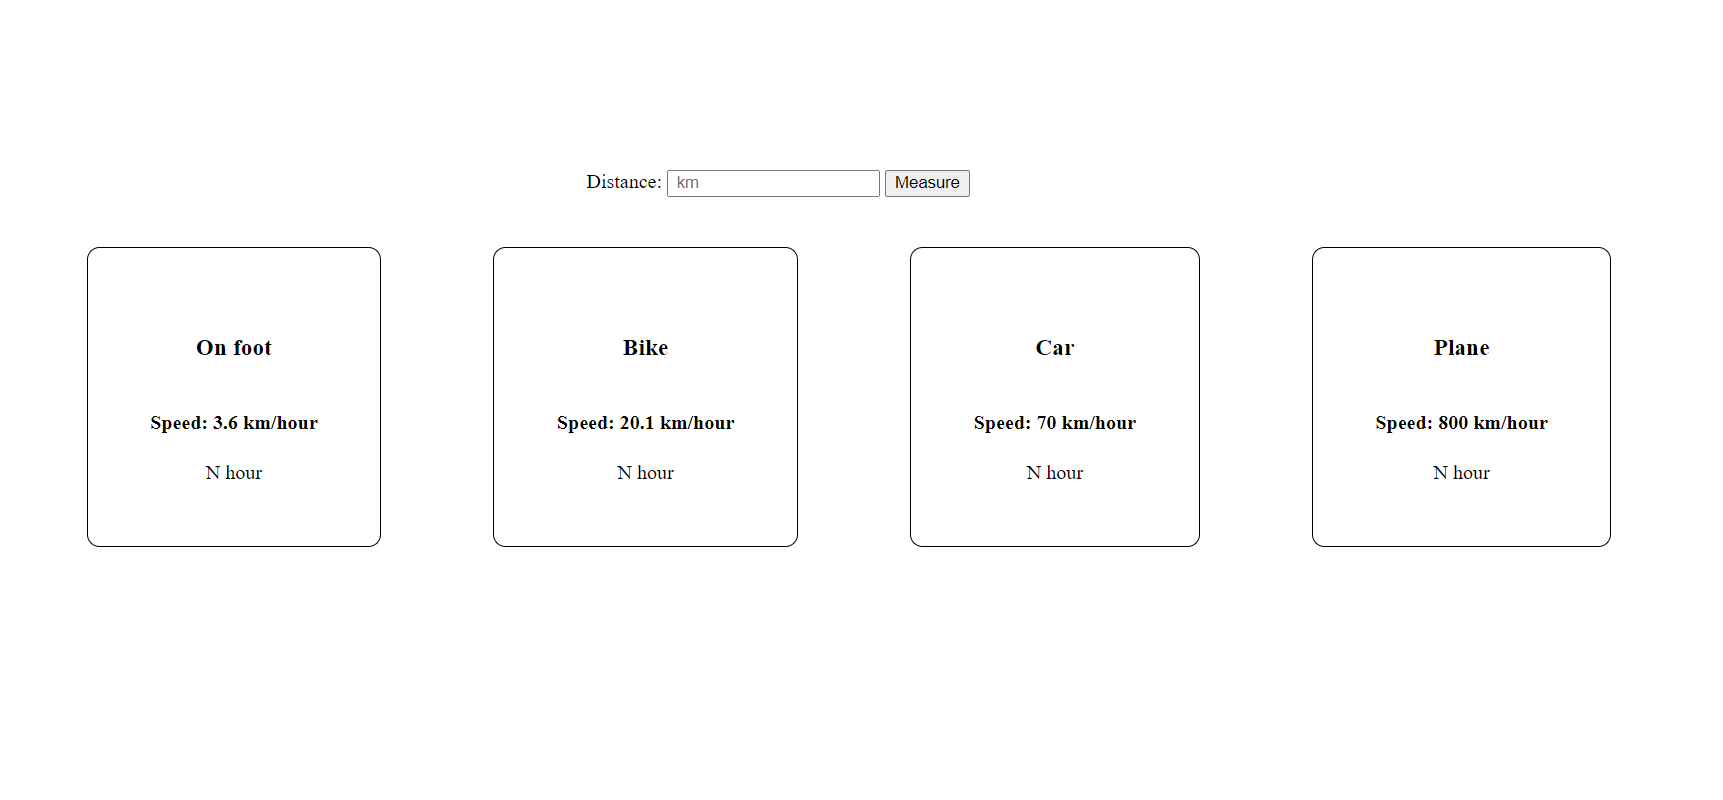 Distance: km Measure
On foot
Speed: 3.6 km/hour
N hour
Bike
Speed: 20.1 km/hour
N hour
Car
Speed: 70 km/hour
N hour
Plane
Speed: 800 km/hour
N hour